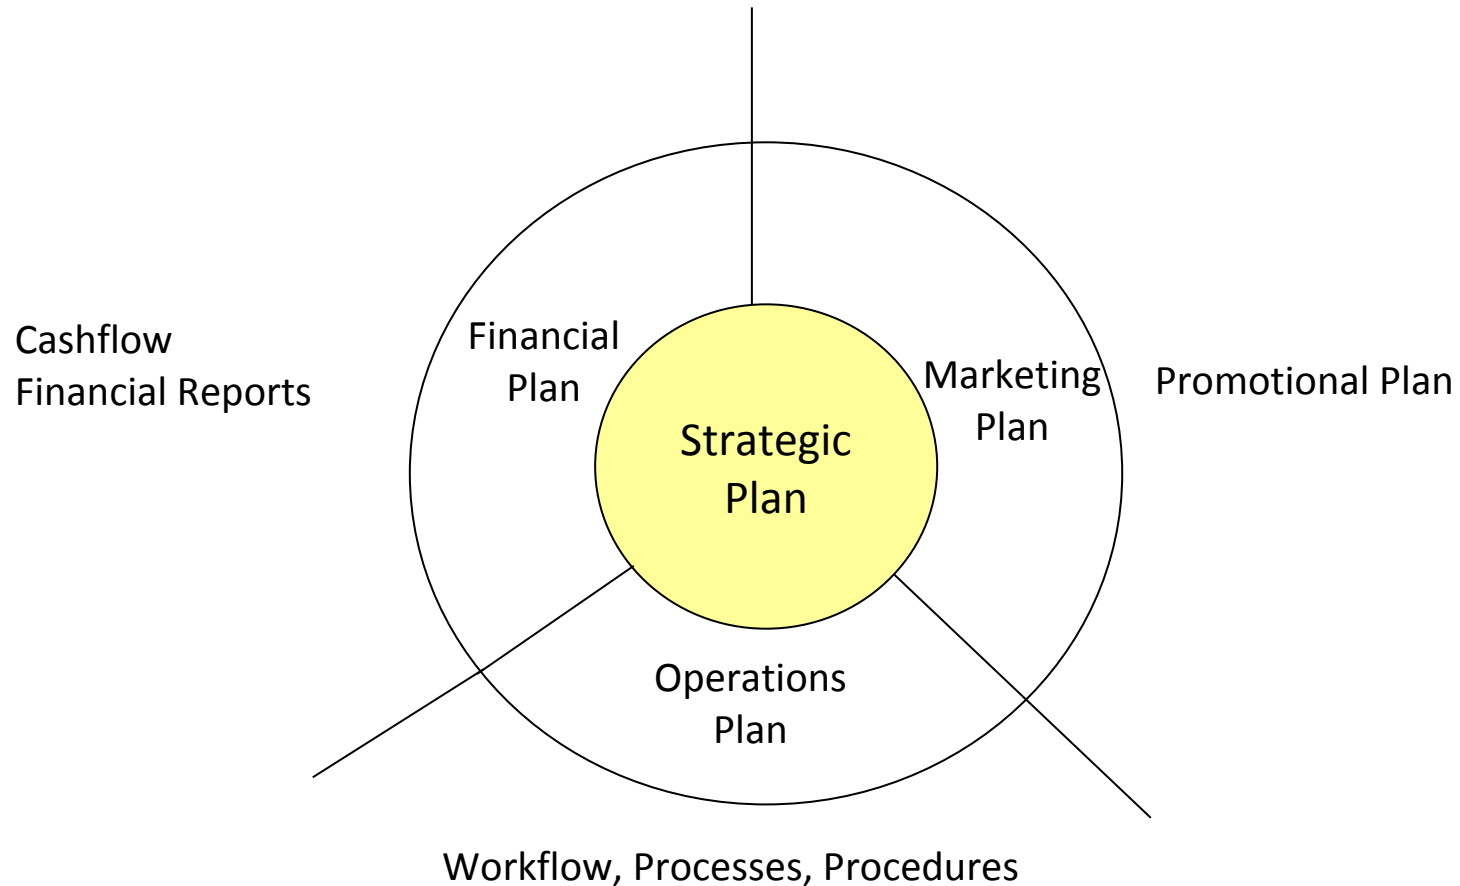 Cashflow
Financial Reports
Financial
Plan
Strategic
Plan
Marketing
Plan
Promotional Plan
Operations
Plan
Workflow, Processes, Procedures